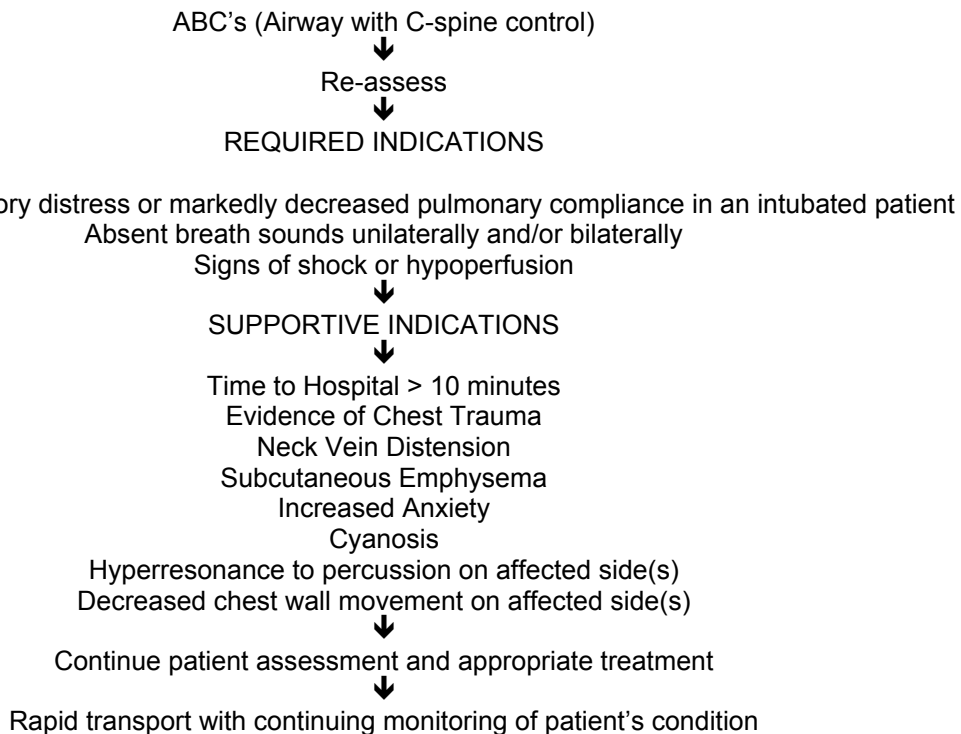 ABC’s (Airway with C-spine control)
Re-assess
REQUIRED INDICATIONS
distress or markedly decreased pulmonary compliance in an intubated patient
Absent breath sounds unilaterally and/or bilaterally
Signs of shock or hypoperfusion
SUPPORTIVE INDICATIONS
Time to Hospital > 10 minutes
Evidence of Chest Trauma
Neck Vein Distension
Subcutaneous Emphysema
Increased Anxiety
Cyanosis
Hyperresonance to percussion on affected side(s)
Decreased chest wall movement on affected side(s)
Continue patient assessment and appropriate treatment
Rapid transport with continuing monitoring of patient’s condition